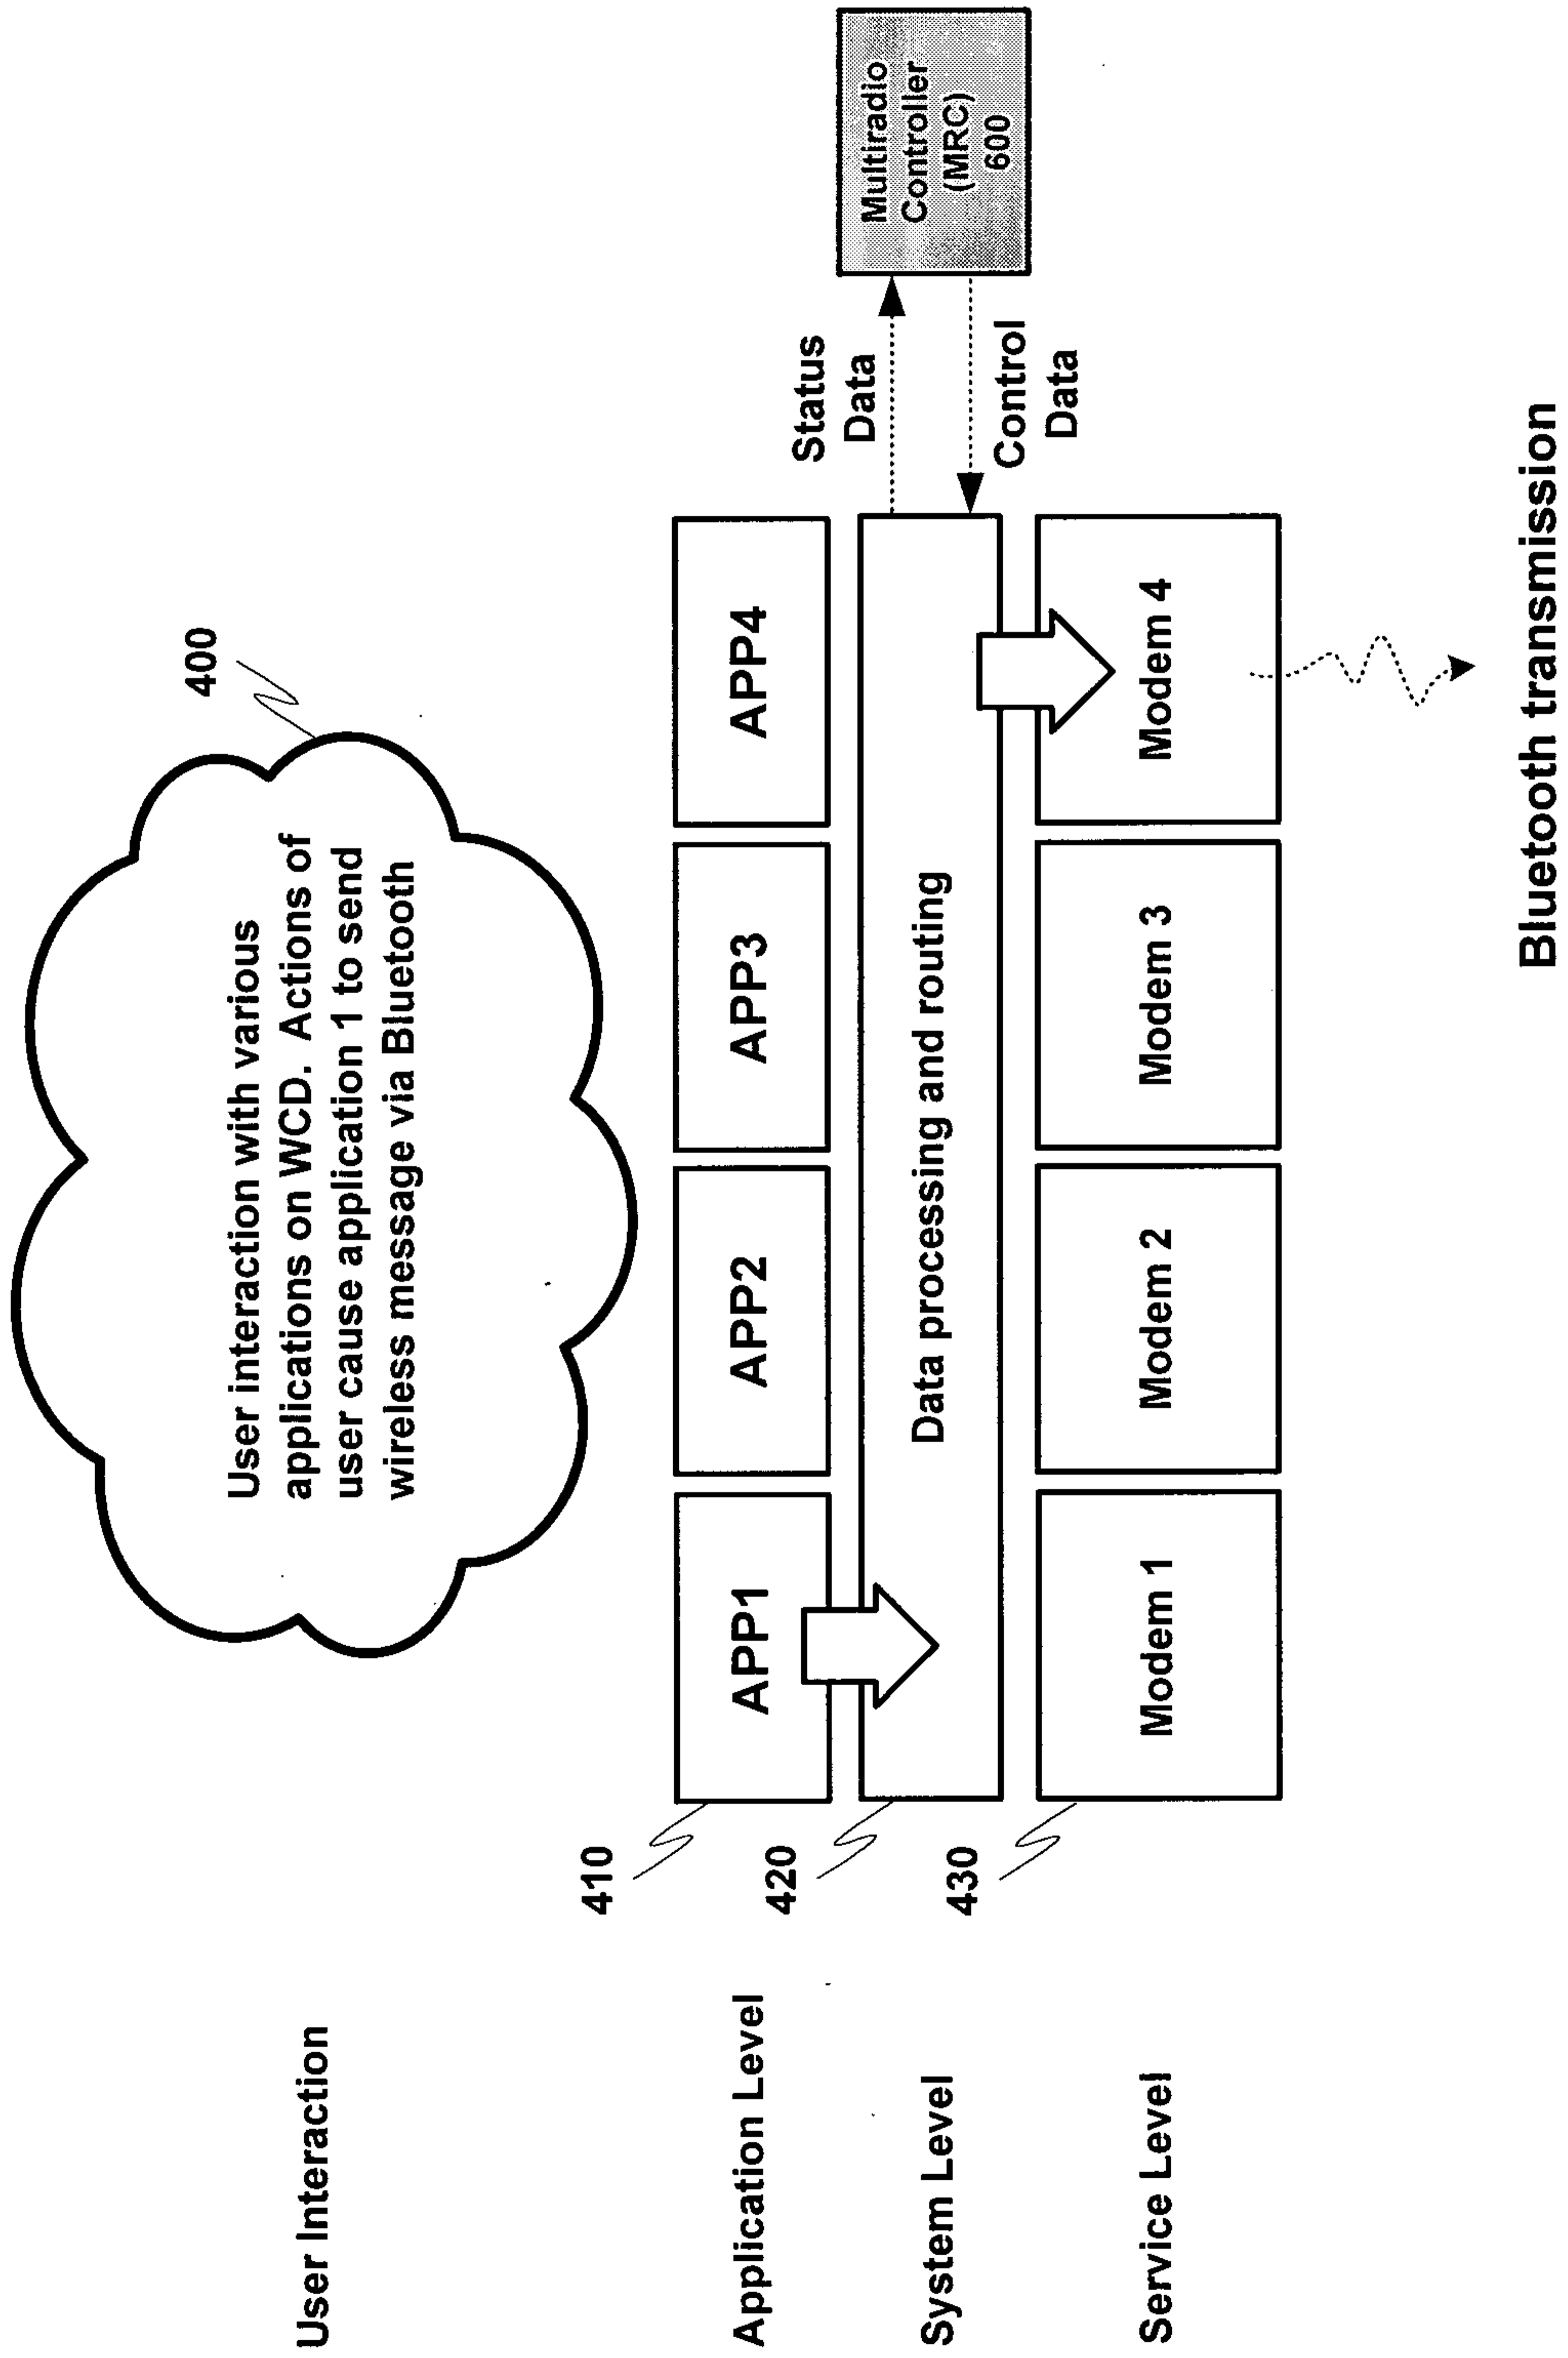 400
User interaction with various
applications on WCD. Actions of
user cause application 1 to send
wireless message via Bluetooth
User Interaction
410
Application Level
APP1
APP2
APP3
APP4
420
System Level
Data processing and routing
Status
Data
Control
Data
Multiradio
Controller
(MRC)
600
430
Service Level
Modem 1
Modem 2
Modem 3
Modem 4
Bluetooth transmission